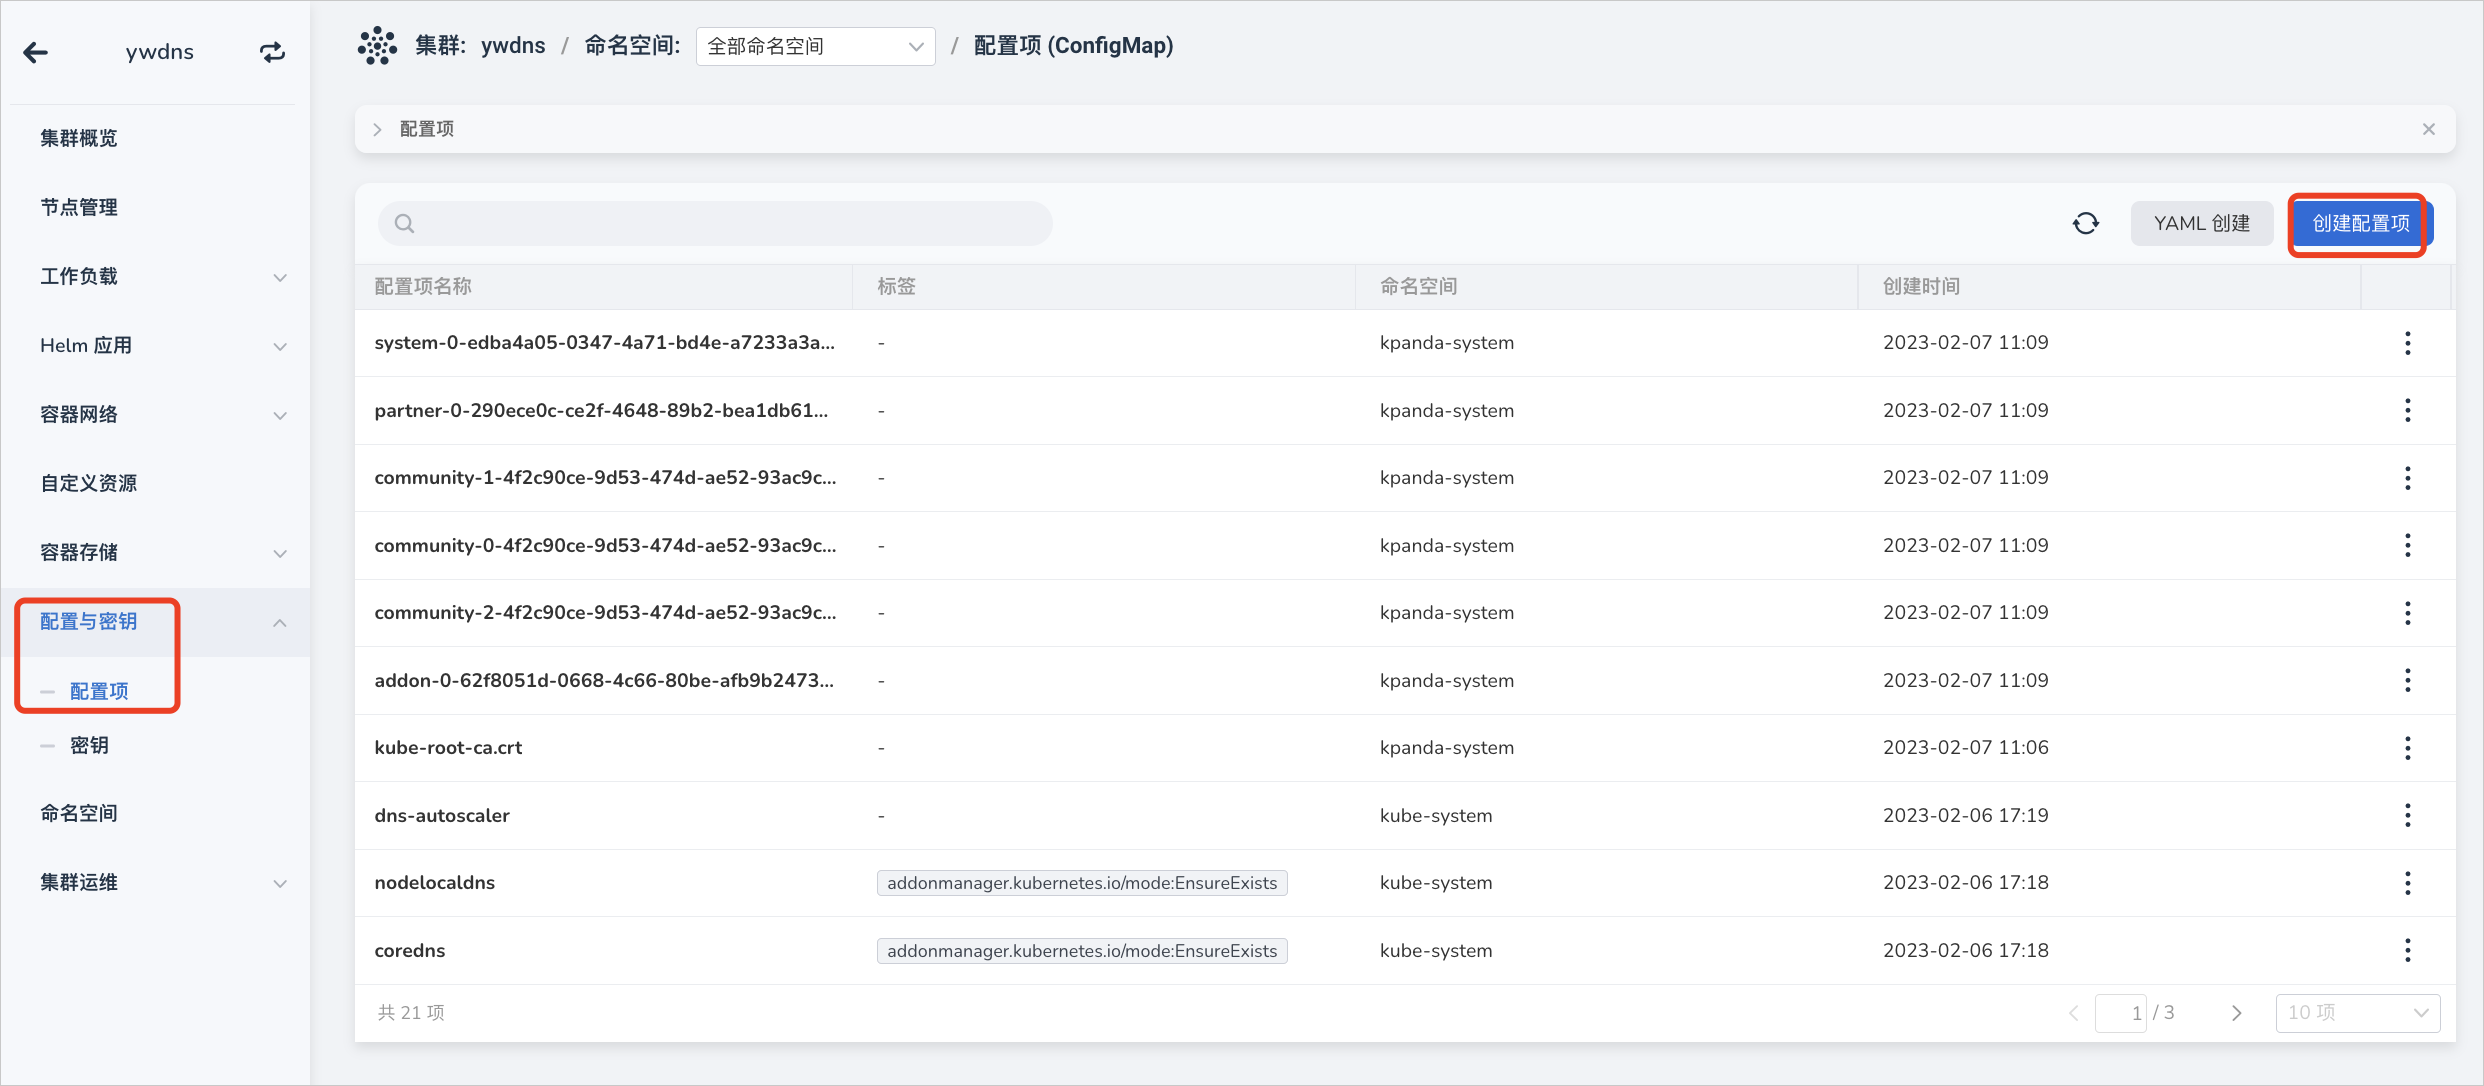 ywdns
集群概览
节点管理
工作负载
Helm 应用
容器网络
自定义资源
容器存储
配置与密钥
配置项
密钥
命名空间
集群运维
集群: ywdns / 命名空间: 全部命名空间 / 配置项 (ConfigMap)
配置项
YAML 创建 创建配置项
配置项名称 标签 命名空间 创建时间
system-0-edba4a05-0347-4a71-bd4e-a7233a3a... - kpanda-system 2023-02-07 11:09
partner-0-290ece0c-ce2f-4648-89b2-bea1db61... - kpanda-system 2023-02-07 11:09
community-1-4f2c90ce-9d53-474d-ae52-93ac9c... - kpanda-system 2023-02-07 11:09
community-0-4f2c90ce-9d53-474d-ae52-93ac9c... - kpanda-system 2023-02-07 11:09
community-2-4f2c90ce-9d53-474d-ae52-93ac9c... - kpanda-system 2023-02-07 11:09
addon-0-62f8051d-0668-4c66-80be-afb9b2473... - kpanda-system 2023-02-07 11:09
kube-root-ca.crt - kpanda-system 2023-02-07 11:06
dns-autoscaler - kube-system 2023-02-06 17:19
nodelocaldns addonmanager.kubernetes.io/mode:EnsureExists kube-system 2023-02-06 17:18
coredns addonmanager.kubernetes.io/mode:EnsureExists kube-system 2023-02-06 17:18
共 21 项 1 / 3 10 项